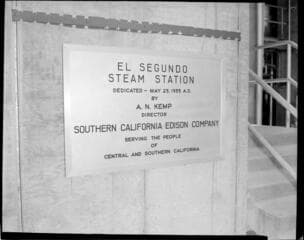 EL SEGUNDO
STEAM STATION
DEDICATED - MAY 25, 1955 A.D.
BY
A. N. KEMP
DIRECTOR
SOUTHERN CALIFORNIA EDISON COMPANY
SERVING THE PEOPLE
OF
CENTRAL AND SOUTHERN CALIFORNIA